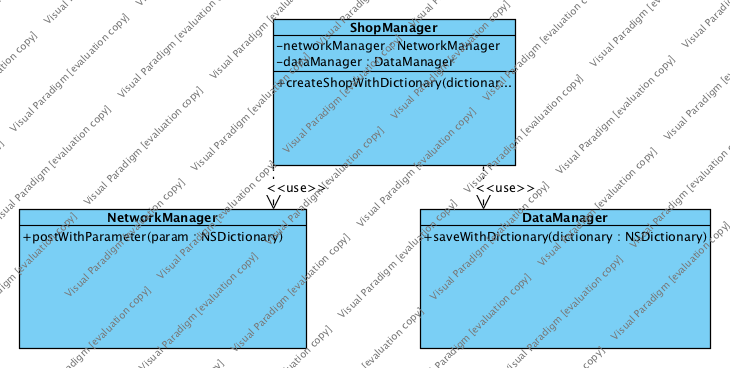 ShopManager
-networkManager : NetworkManager
-dataManager : DataManager
+createShopWithDictionary(dictionar...
<<use>>
<<use>>
NetworkManager
+postWithParameter(param : NSDictionary)
DataManager
+saveWithDictionary(dictionary : NSDictionary)
Visual Paradigm [evaluation copy]